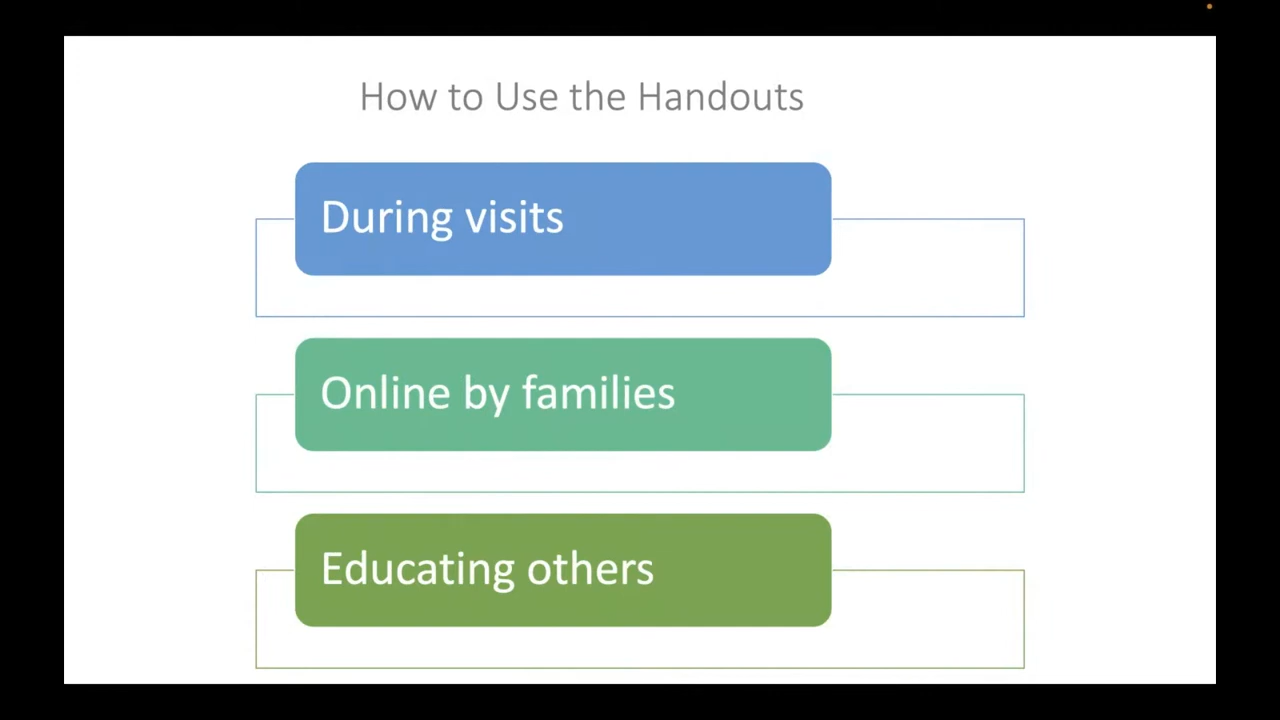 How to Use the Handouts
During visits
Online by families
Educating others